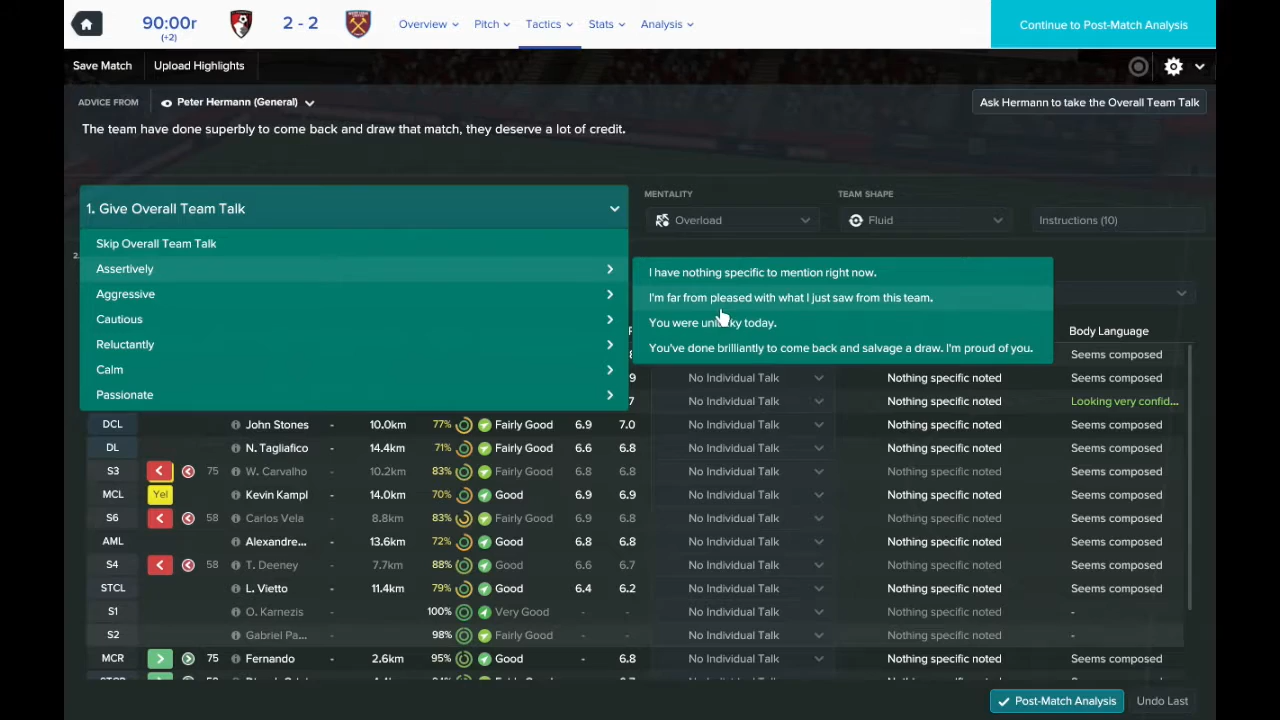 90:00r
(+2)
2 - 2
Overview
Pitch
Tactics
Stats
Analysis
Continue to Post-Match Analysis
Save Match
Upload Highlights
ADVICE FROM
Peter Hermann (General)
Ask Hermann to take the Overall Team Talk
The team have done superbly to come back and draw that match, they deserve a lot of credit.
1. Give Overall Team Talk
MENTALITY
TEAM SHAPE
Overload
Fluid
Instructions (10)
Skip Overall Team Talk
2.
Assertively
I have nothing specific to mention right now.
Aggressive
I'm far from pleased with what I just saw from this team.
Cautious
You were unlucky today.
Body Language
Reluctantly
You've done brilliantly to come back and salvage a draw. I'm proud of you.
Seems composed
Calm
9 No Individual Talk Nothing specific noted Seems composed
Passionate
7 No Individual Talk Nothing specific noted Looking very confid...
DCL John Stones - 10.0km 77% Fairly Good 6.9 7.0 No Individual Talk Nothing specific noted Seems composed
DL N. Tagliafico - 14.4km 71% Fairly Good 6.6 6.8 No Individual Talk Nothing specific noted Seems composed
S3 75 W. Carvalho - 10.2km 83% Fairly Good 6.8 6.8 No Individual Talk Nothing specific noted Seems composed
MCL Yel Kevin Kampl - 14.0km 70% Good 6.9 6.9 No Individual Talk Nothing specific noted Seems composed
S6 58 Carlos Vela - 8.8km 83% Fairly Good 6.9 6.8 No Individual Talk Nothing specific noted Seems composed
AML Alexandre... - 13.6km 72% Good 6.8 6.8 No Individual Talk Nothing specific noted Seems composed
S4 58 T. Deeney - 7.7km 88% Good 6.6 6.7 No Individual Talk Nothing specific noted Seems composed
STCL L. Vietto - 11.4km 79% Good 6.4 6.2 No Individual Talk Nothing specific noted Seems composed
S1 O. Karnezis - 100% Very Good - - No Individual Talk Nothing specific noted -
S2 Gabriel Pa... - 98% Fairly Good - - No Individual Talk Nothing specific noted -
MCR 75 Fernando - 2.6km 95% Good - 6.8 No Individual Talk Nothing specific noted Seems composed
Post-Match Analysis
Undo Last